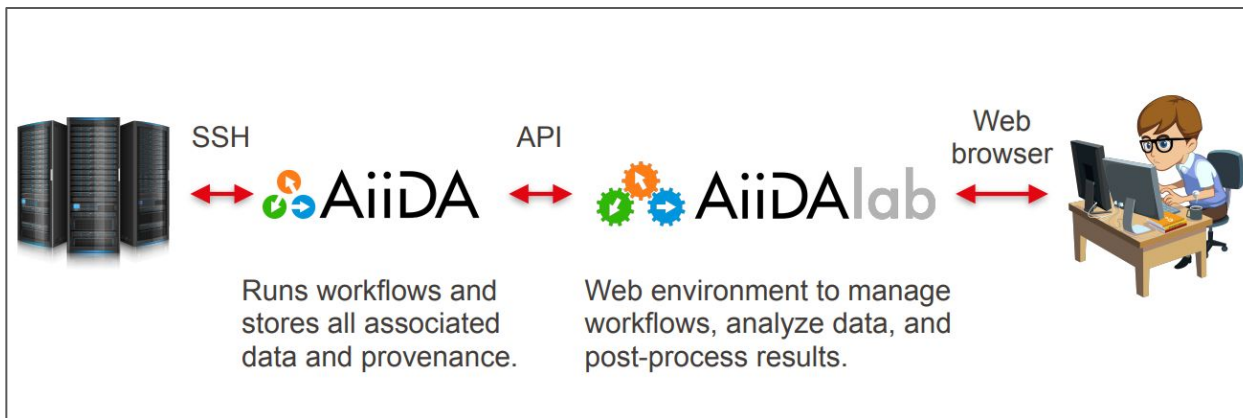 SSH
AiiDA
API
AiiDAlab
Web
browser
Runs workflows and
stores all associated
data and provenance.
Web environment to manage
workflows, analyze data, and
post-process results.